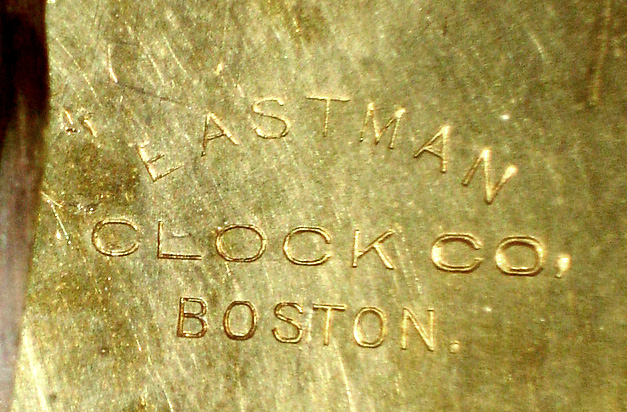 EASTMAN
CLOCK CO,
BOSTON.